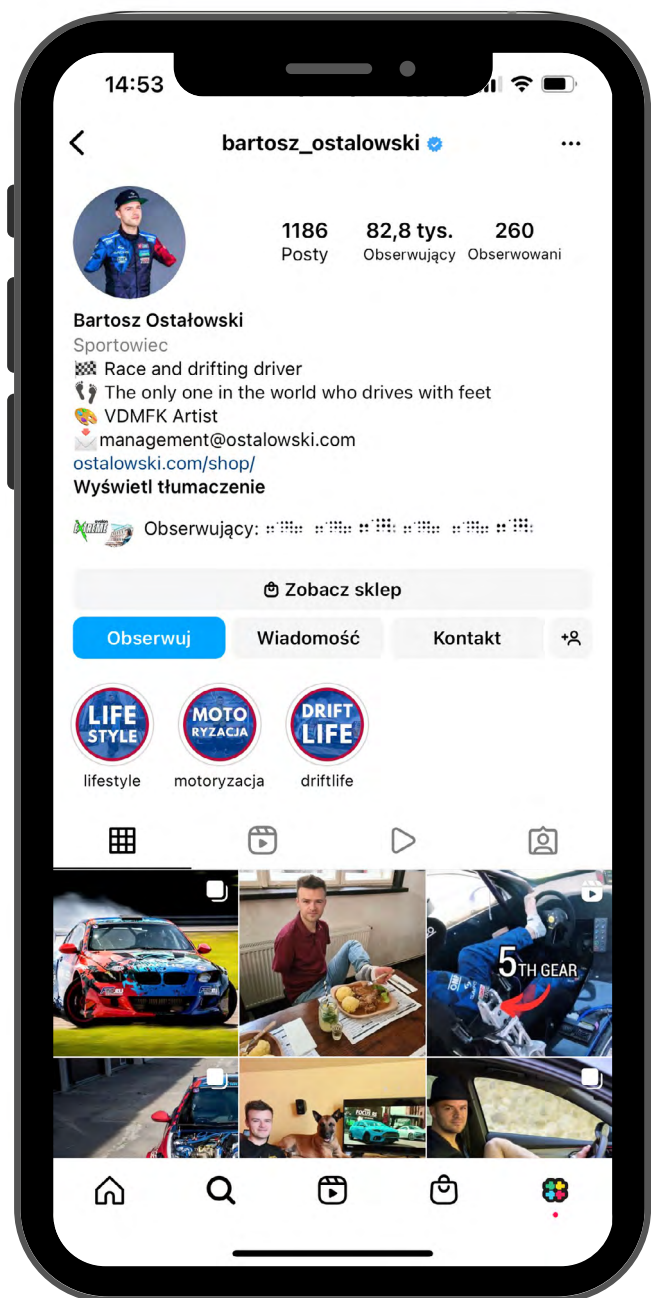 14:53
bartosz_ostalowski
1186 82,8 tys. 260
Posty Obserwujący Obserwowani
Bartosz Ostałowski
Sportowiec
🏁 Race and drifting driver
👣 The only one in the world who drives with feet
🎨 VDMFK Artist
📩management@ostalowski.com
ostalowski.com/shop/
Wyświetl tłumaczenie
Obserwujący:
Zobacz sklep
Obserwuj Wiadomość Kontakt
LIFE STYLE
MOTO RYZACJA
DRIFT LIFE
lifestyle motoryzacja driftlife
5TH GEAR